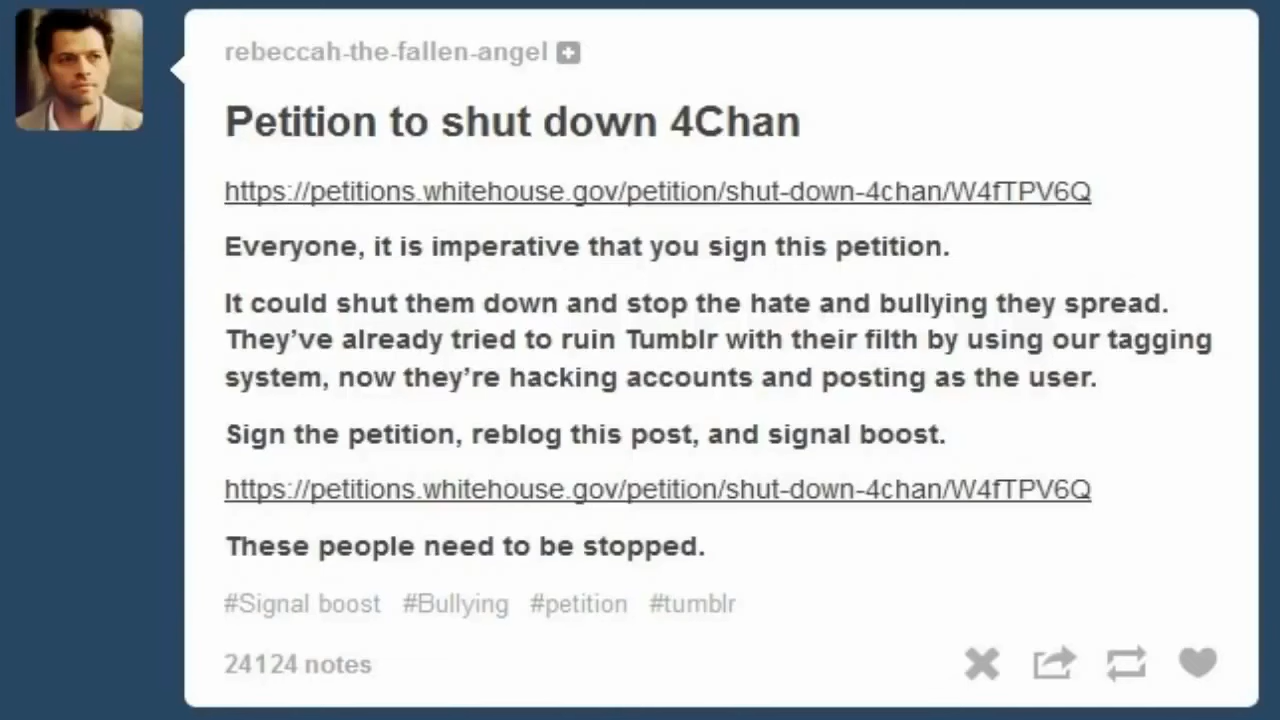 rebeccah-the-fallen-angel
Petition to shut down 4Chan
https://petitions.whitehouse.gov/petition/shut-down-4chan/W4fTPV6Q
Everyone, it is imperative that you sign this petition.
It could shut them down and stop the hate and bullying they spread.
They’ve already tried to ruin Tumblr with their filth by using our tagging
system, now they’re hacking accounts and posting as the user.
Sign the petition, reblog this post, and signal boost.
https://petitions.whitehouse.gov/petition/shut-down-4chan/W4fTPV6Q
These people need to be stopped.
#Signal boost #Bullying #petition #tumblr
24124 notes